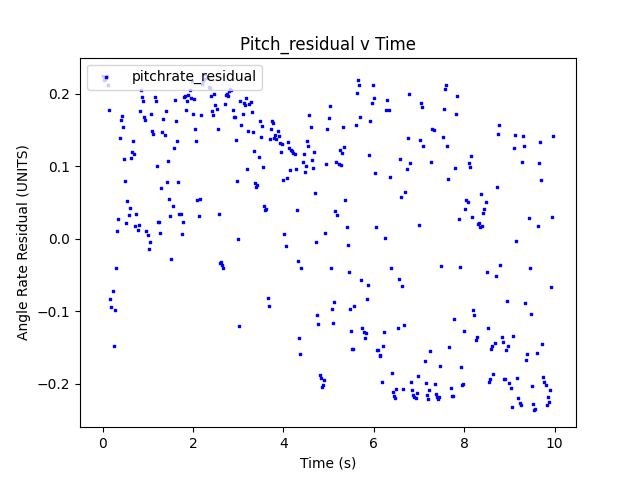 Pitch_residual v Time
pitchrate_residual
Angle Rate Residual (UNITS)
0.2
0.1
0.0
−0.1
−0.2
0
2
4
6
8
10
Time (s)